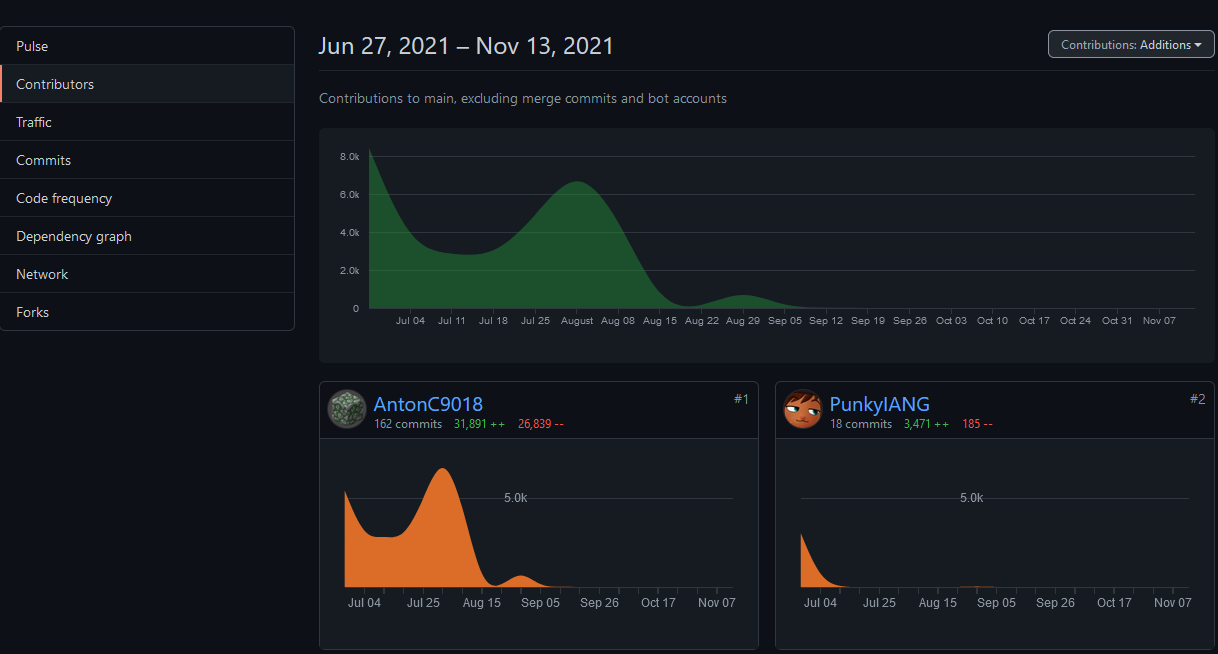 Pulse
Contributors
Traffic
Commits
Code frequency
Dependency graph
Network
Forks
Jun 27, 2021 – Nov 13, 2021
Contributions: Additions
Contributions to main, excluding merge commits and bot accounts
8.0k
6.0k
4.0k
2.0k
0
Jul 04 Jul 11 Jul 18 Jul 25 August Aug 08 Aug 15 Aug 22 Aug 29 Sep 05 Sep 12 Sep 19 Sep 26 Oct 03 Oct 10 Oct 17 Oct 24 Oct 31 Nov 07
AntonC9018 #1
162 commits 31,891 ++ 26,839 --
5.0k
Jul 04 Jul 25 Aug 15 Sep 05 Sep 26 Oct 17 Nov 07
PunkyIANG #2
18 commits 3,471 ++ 185 --
5.0k
Jul 04 Jul 25 Aug 15 Sep 05 Sep 26 Oct 17 Nov 07